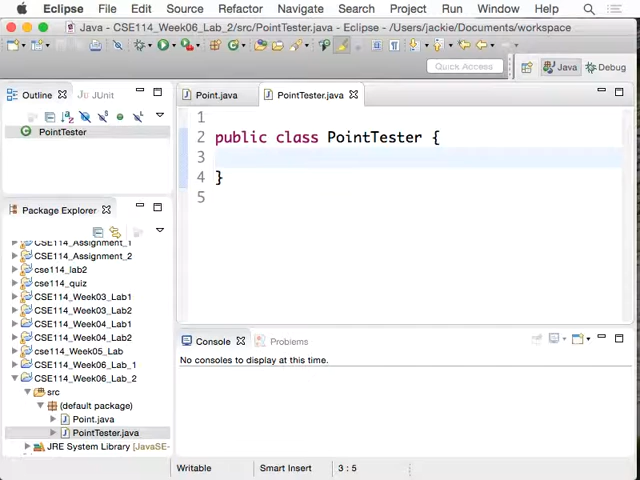 Eclipse File Edit Source Refactor Navigate Search Project Run Window Help
Java - CSE114_Week06_Lab_2/src/PointTester.java - Eclipse - /Users/jackie/Documents/workspace
Quick Access
Java
Debug
Outline
JUnit
PointTester
Point.java
PointTester.java
1
2 public class PointTester {
3
4 }
5
Package Explorer
CSE114_Assignment_1
CSE114_Assignment_2
cse114_lab2
cse114_quiz
CSE114_Week03_Lab1
CSE114_Week03_Lab2
CSE114_Week04_Lab1
CSE114_Week04_Lab2
cse114_Week05_Lab
CSE114_Week06_Lab_1
CSE114_Week06_Lab_2
src
(default package)
Point.java
PointTester.java
JRE System Library [JavaSE-
Console
Problems
No consoles to display at this time.
Writable
Smart Insert
3 : 5